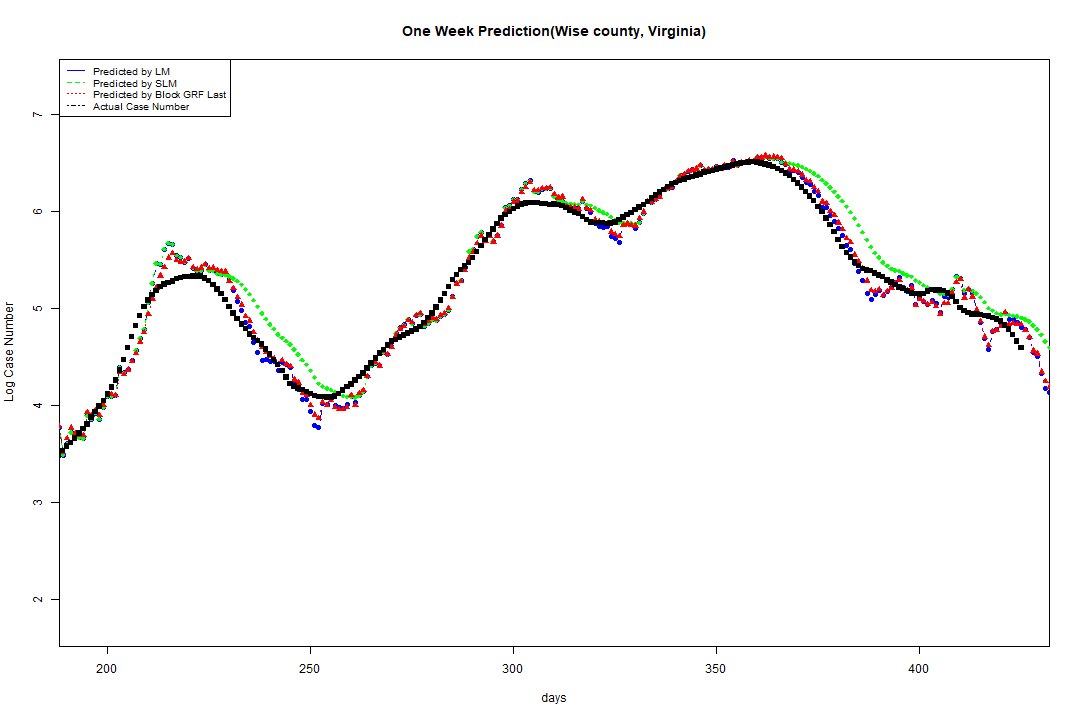 One Week Prediction(Wise county, Virginia)
Predicted by LM
Predicted by SLM
Predicted by Block GRF Last
Actual Case Number
7
6
5
4
3
2
Log Case Number
200 250 300 350 400
days